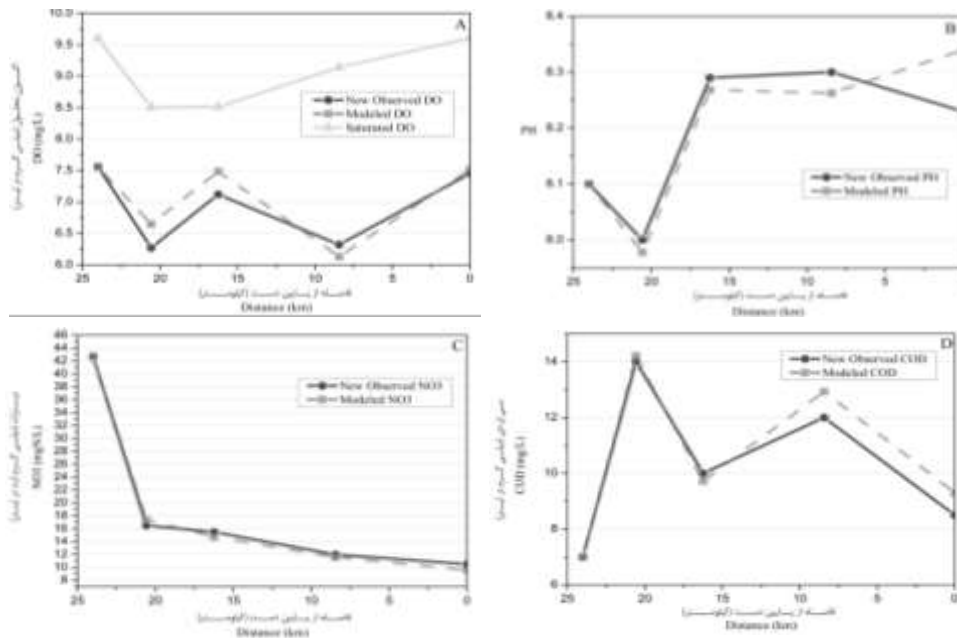 A
10.0
9.5
9.0
8.5
8.0
7.5
7.0
6.5
6.0
DO (mg/L)
New Observed DO
Modeled DO
Saturated DO
25 20 15 10 5 0
Distance (km)
B
8.4
8.3
8.2
8.1
8.0
PH
New Observed PH
Modeled PH
25 20 15 10 5 0
Distance (km)
C
46
44
42
40
38
36
34
32
30
28
26
24
22
20
18
16
14
12
10
8
New Observed NO3
Modeled NO3
25 20 15 10 5 0
Distance (km)
D
14
12
10
8
6
COD (mg/L)
New Observed COD
Modeled COD
25 20 15 10 5 0
Distance (km)